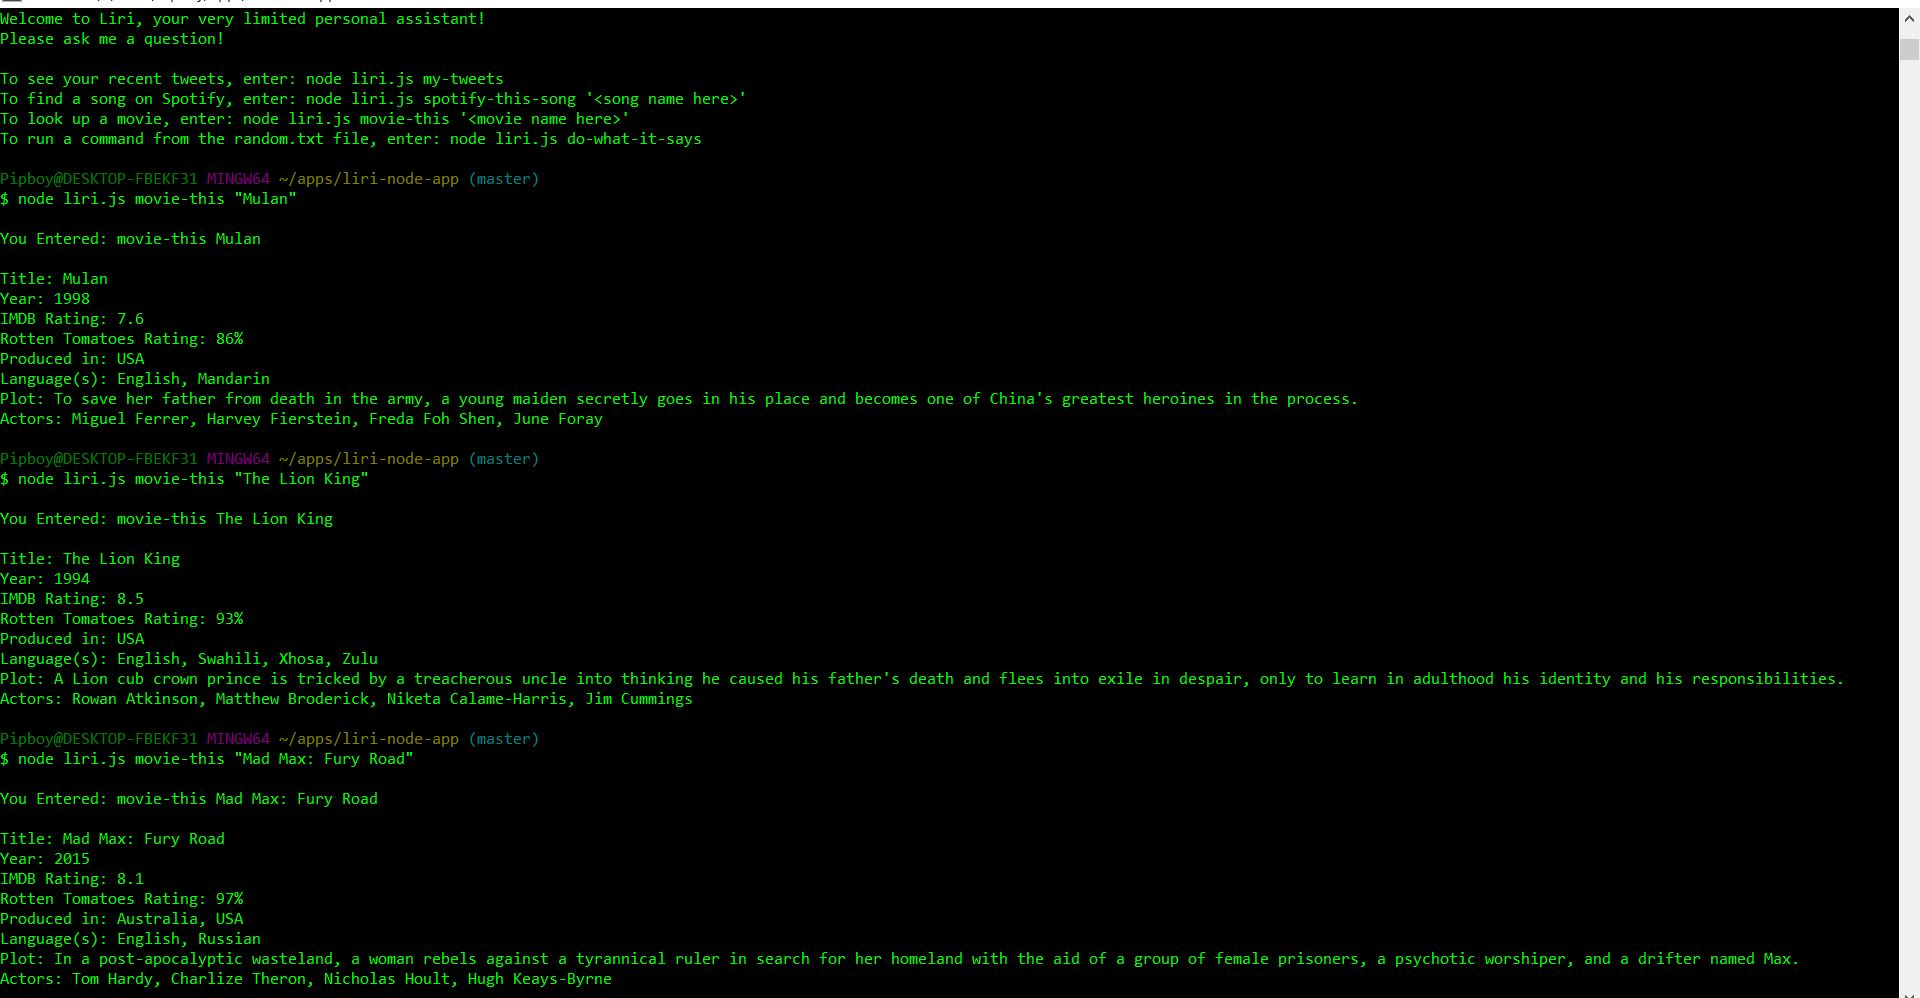 Welcome to Liri, your very limited personal assistant!
Please ask me a question!
To see your recent tweets, enter: node liri.js my-tweets
To find a song on Spotify, enter: node liri.js spotify-this-song '<song name here>'
To look up a movie, enter: node liri.js movie-this '<movie name here>'
To run a command from the random.txt file, enter: node liri.js do-what-it-says
Pipboy@DESKTOP-FBEKF31 MINGW64 ~/apps/liri-node-app (master)
$ node liri.js movie-this "Mulan"
You Entered: movie-this Mulan
Title: Mulan
Year: 1998
IMDB Rating: 7.6
Rotten Tomatoes Rating: 86%
Produced in: USA
Language(s): English, Mandarin
Plot: To save her father from death in the army, a young maiden secretly goes in his place and becomes one of China's greatest heroines in the process.
Actors: Miguel Ferrer, Harvey Fierstein, Freda Foh Shen, June Foray
Pipboy@DESKTOP-FBEKF31 MINGW64 ~/apps/liri-node-app (master)
$ node liri.js movie-this "The Lion King"
You Entered: movie-this The Lion King
Title: The Lion King
Year: 1994
IMDB Rating: 8.5
Rotten Tomatoes Rating: 93%
Produced in: USA
Language(s): English, Swahili, Xhosa, Zulu
Plot: A Lion cub crown prince is tricked by a treacherous uncle into thinking he caused his father's death and flees into exile in despair, only to learn in adulthood his identity and his responsibilities.
Actors: Rowan Atkinson, Matthew Broderick, Niketa Calame-Harris, Jim Cummings
Pipboy@DESKTOP-FBEKF31 MINGW64 ~/apps/liri-node-app (master)
$ node liri.js movie-this "Mad Max: Fury Road"
You Entered: movie-this Mad Max: Fury Road
Title: Mad Max: Fury Road
Year: 2015
IMDB Rating: 8.1
Rotten Tomatoes Rating: 97%
Produced in: Australia, USA
Language(s): English, Russian
Plot: In a post-apocalyptic wasteland, a woman rebels against a tyrannical ruler in search for her homeland with the aid of a group of female prisoners, a psychotic worshiper, and a drifter named Max.
Actors: Tom Hardy, Charlize Theron, Nicholas Hoult, Hugh Keays-Byrne